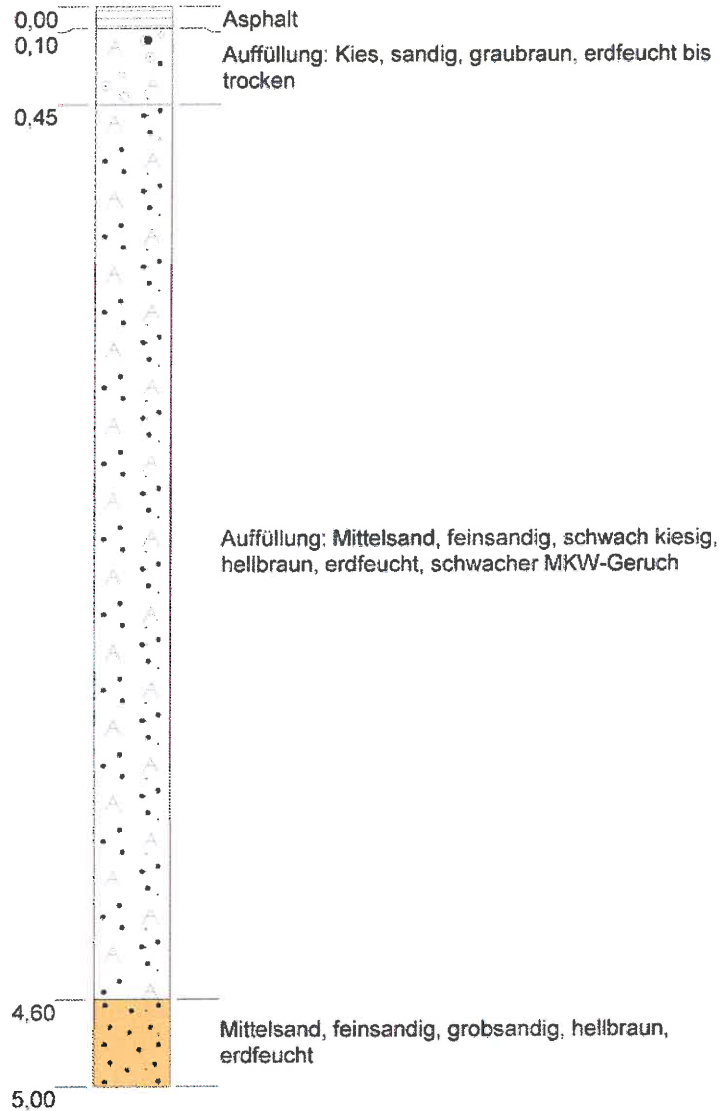 0,00 Asphalt
0,10
Auffüllung: Kies, sandig, graubraun, erdfeucht bis
trocken
0,45
Auffüllung: Mittelsand, feinsandig, schwach kiesig,
hellbraun, erdfeucht, schwacher MKW-Geruch
4,60
Mittelsand, feinsandig, grobsandig, hellbraun,
erdfeucht
5,00